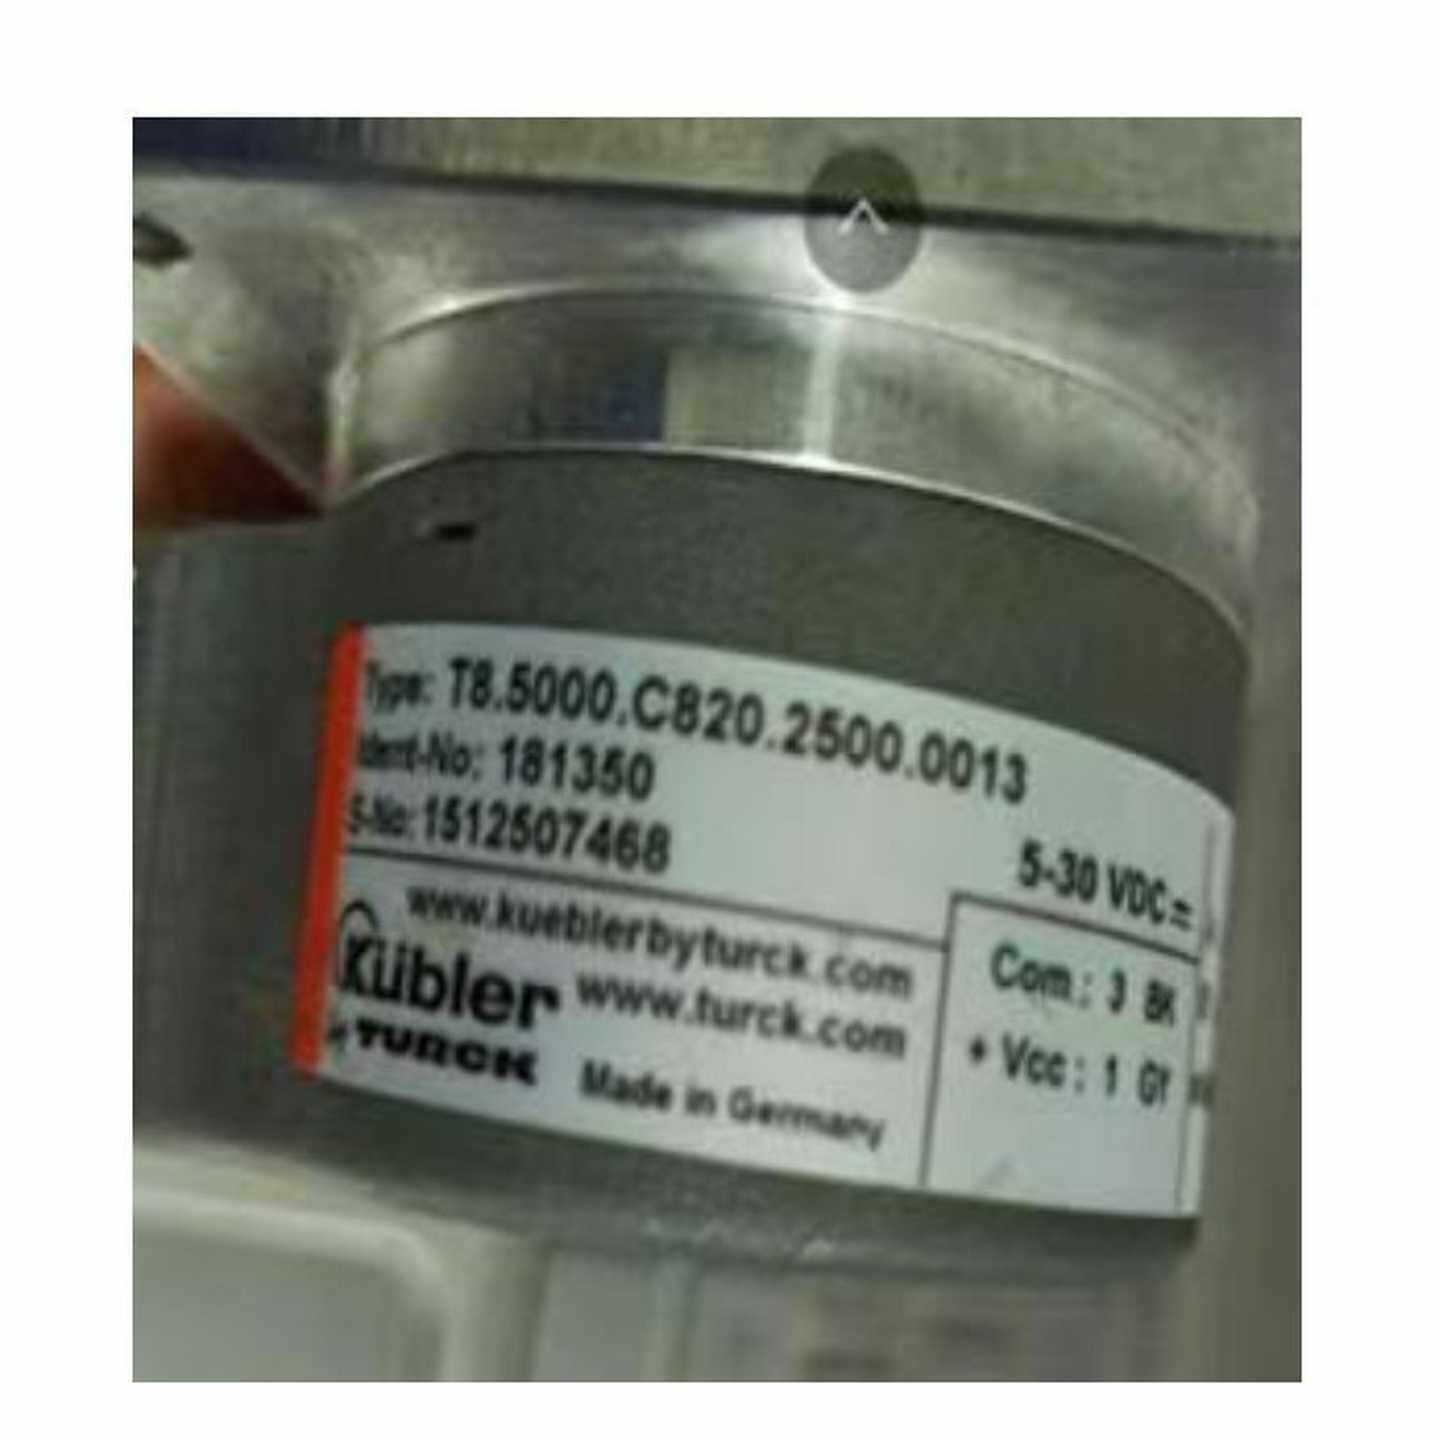 Type: T8.5000.C820.2500.0013
Ident-No: 181350
S-No: 1512507468
5-30 VDC=
www.kueblerbyturck.com
Kübler
www.turck.com
TURCK
Made in Germany
Com.: 3 BK
+ Vcc: 1 GY